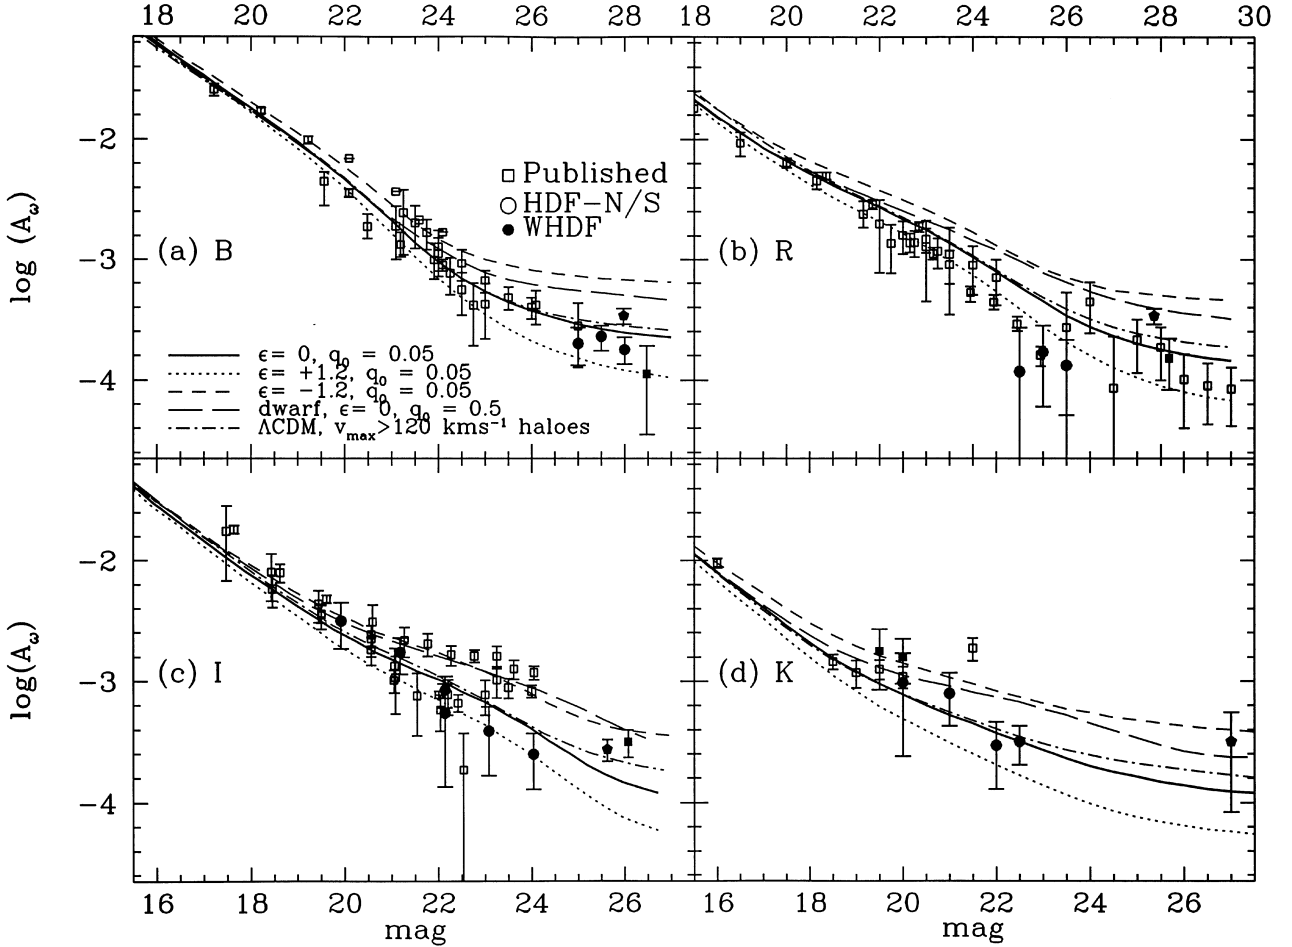 18 20 22 24 26 28 18 20 22 24 26 28 30
−2
□ Published
○ HDF−N/S
● WHDF
(a) B (b) R
−3
log (A_ω)
ϵ= 0, q₀ = 0.05
ϵ= +1.2, q₀ = 0.05
ϵ= −1.2, q₀ = 0.05
dwarf, ϵ= 0, q₀ = 0.5
ΛCDM, v_max>120 kms⁻¹ haloes
−4
−2
log(A_ω)
(c) I (d) K
−3
−4
16 18 20 22 24 26 16 18 20 22 24 26
mag mag